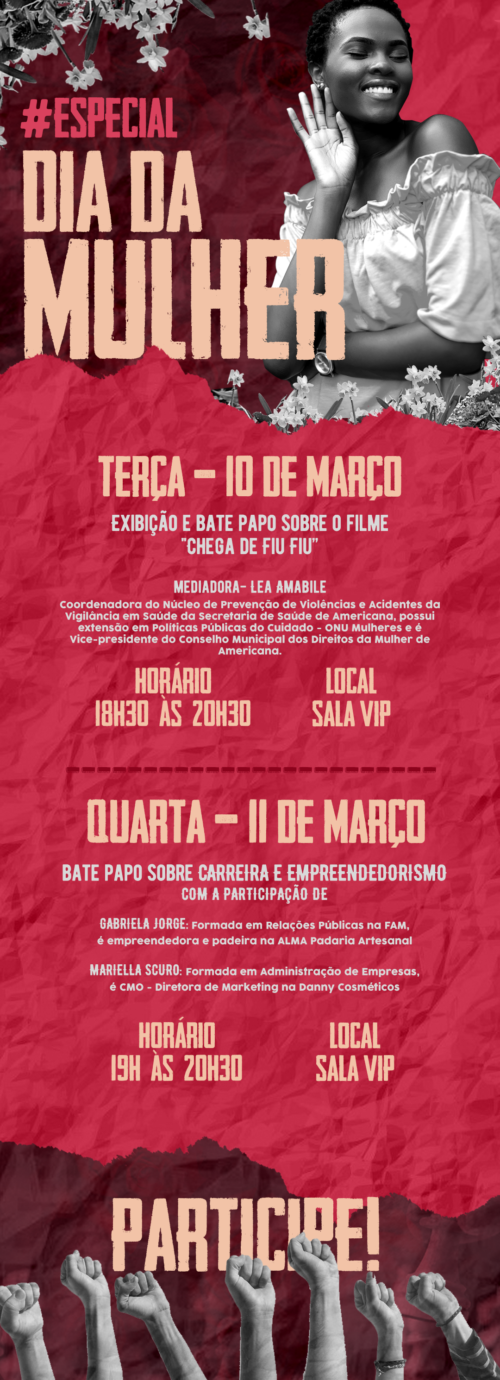 #ESPECIAL
DIA DA
MULHER
TERÇA - 10 DE MARÇO
EXIBIÇÃO E BATE PAPO SOBRE O FILME
"CHEGA DE FIU FIU"
MEDIADORA- LEA AMABILE
Coordenadora do Núcleo de Prevenção de Violências e Acidentes da
Vigilância em Saúde da Secretaria de Saúde de Americana, possui
extensão em Políticas Públicas do Cuidado - ONU Mulheres e é
Vice-presidente do Conselho Municipal dos Direitos da Mulher de
Americana.
HORÁRIO
18H30 ÀS 20H30
LOCAL
SALA VIP
QUARTA - 11 DE MARÇO
BATE PAPO SOBRE CARREIRA E EMPREENDEDORISMO
COM A PARTICIPAÇÃO DE
GABRIELA JORGE: Formada em Relações Públicas na FAM,
é empreendedora e padeira na ALMA Padaria Artesanal
MARIELLA SCURO: Formada em Administração de Empresas,
é CMO - Diretora de Marketing na Danny Cosméticos
HORÁRIO
19H ÀS 20H30
LOCAL
SALA VIP
PARTICIPE!